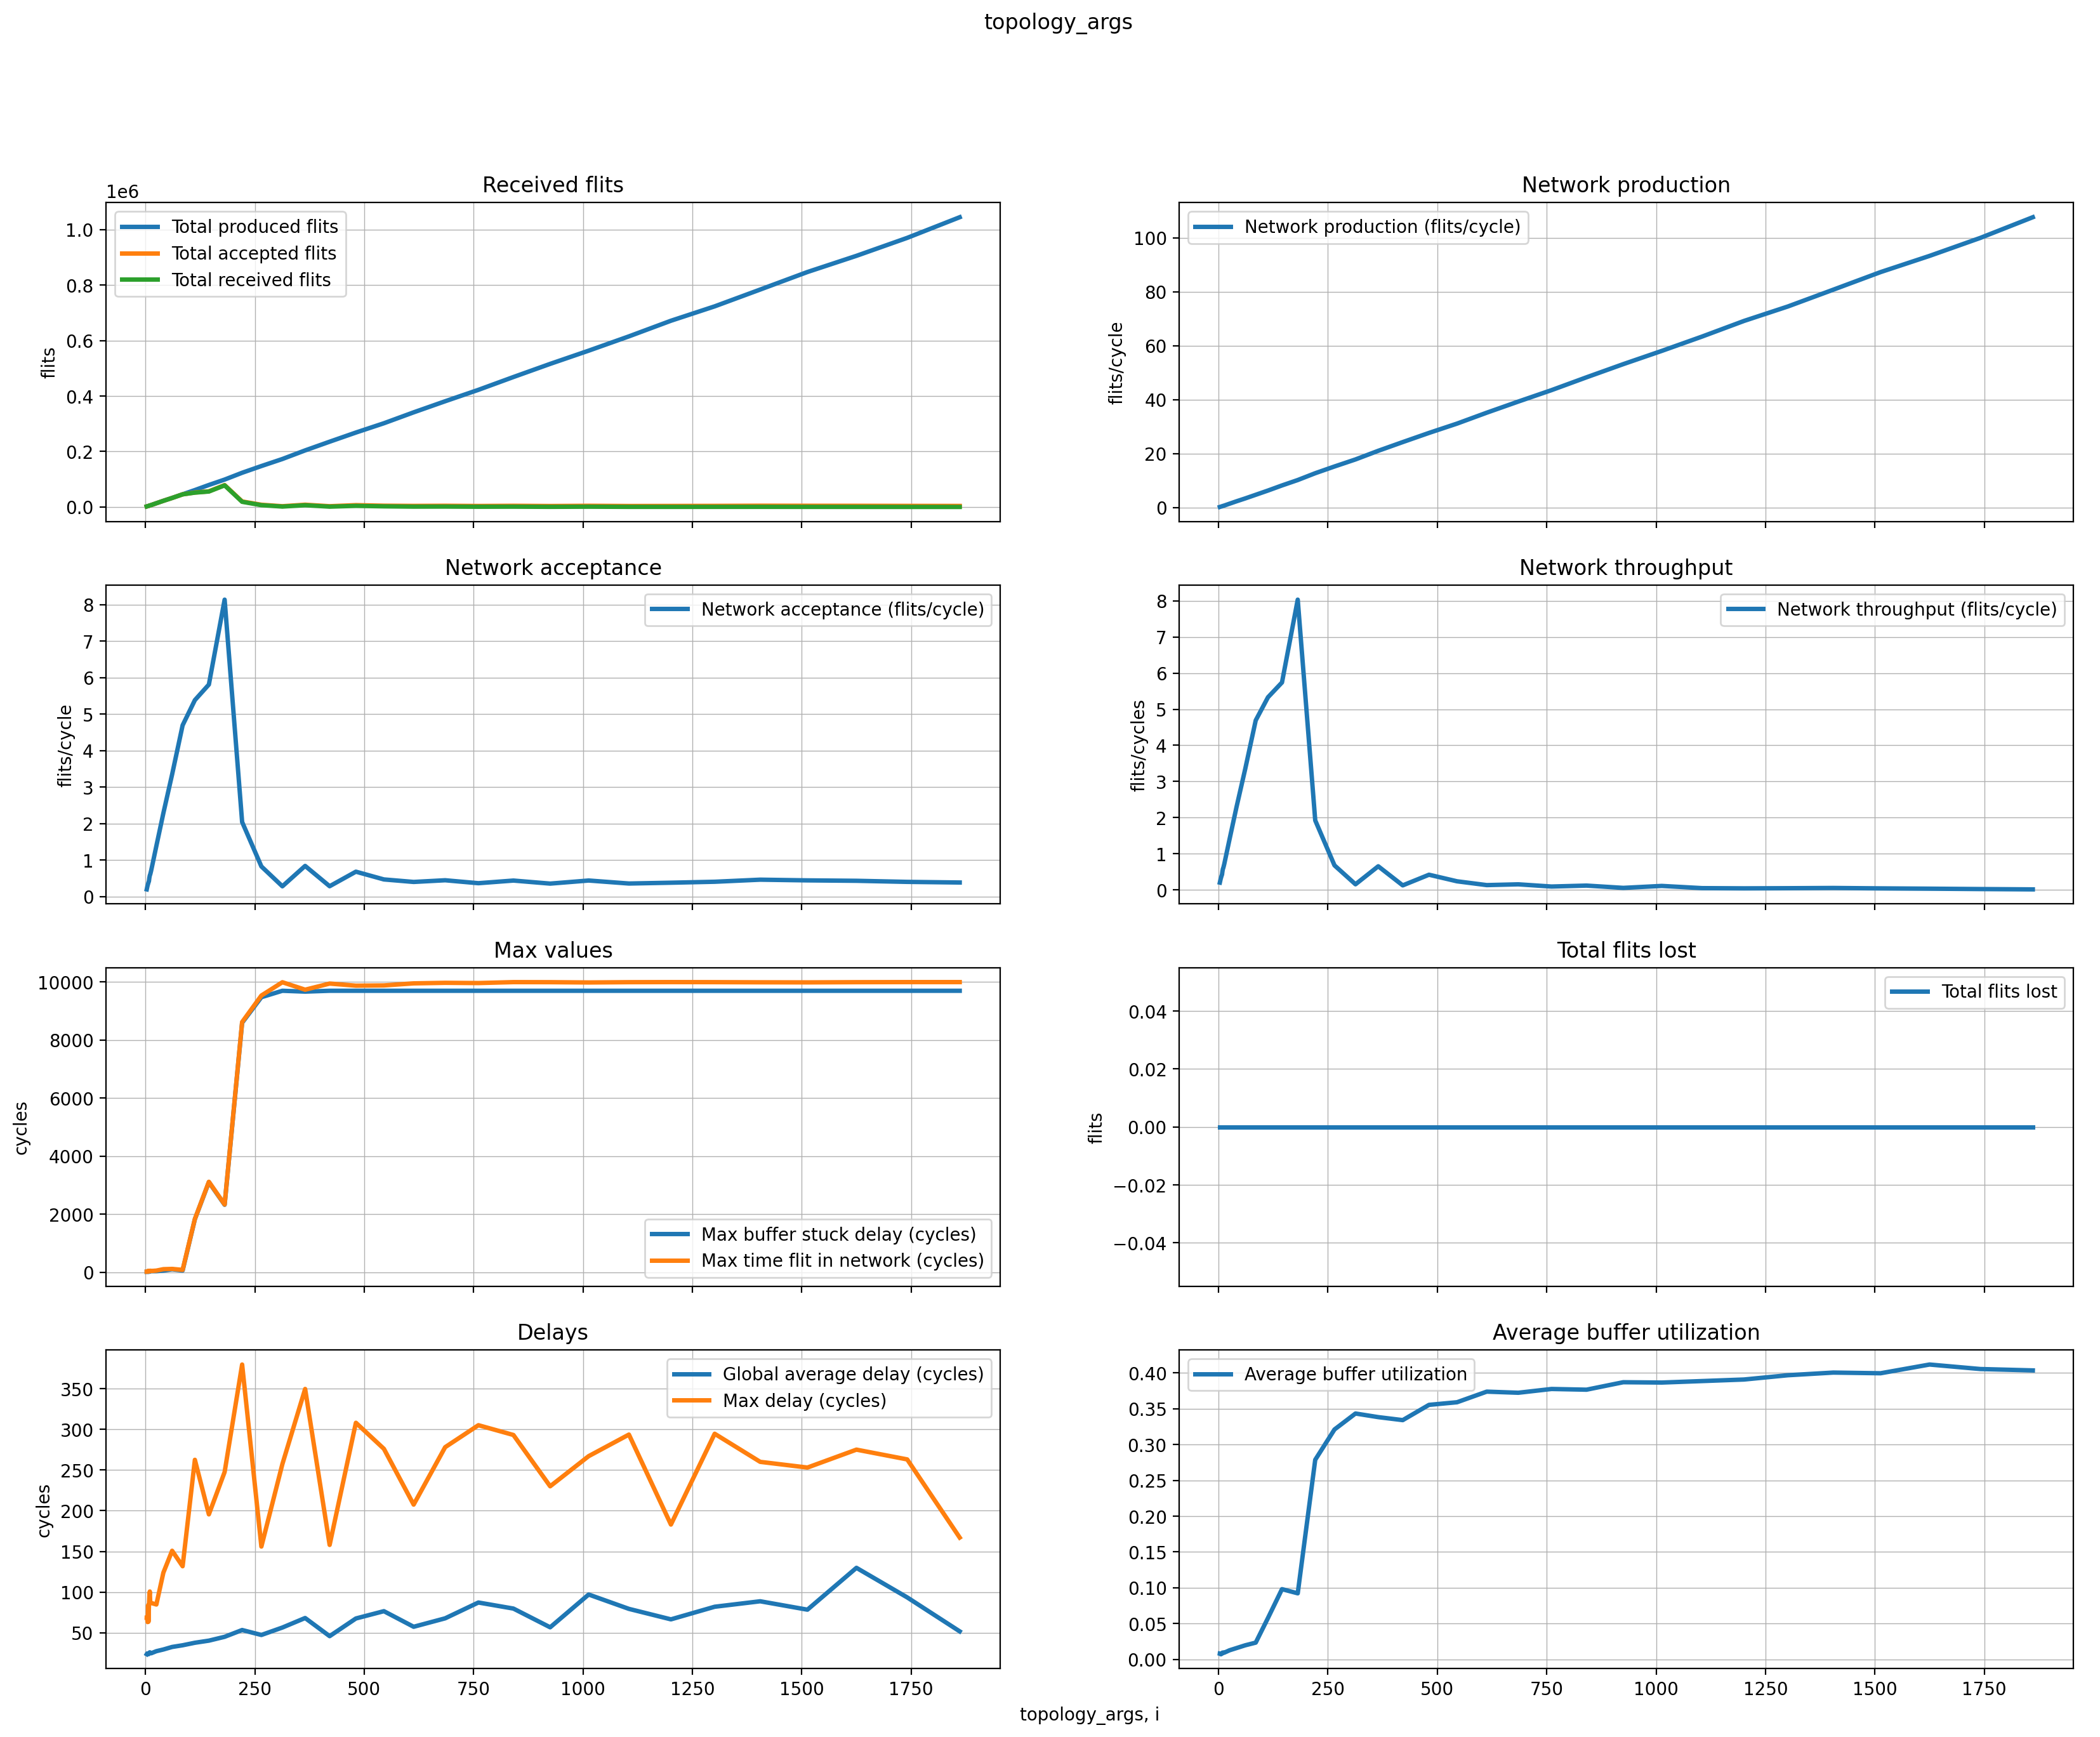 topology_args
Received flits
1e6
Total produced flits
Total accepted flits
Total received flits
1.0
0.8
0.6
0.4
0.2
0.0
flits
Network production
Network production (flits/cycle)
100
80
60
40
20
0
flits/cycle
Network acceptance
Network acceptance (flits/cycle)
8
7
6
5
4
3
2
1
0
flits/cycle
Network throughput
Network throughput (flits/cycle)
8
7
6
5
4
3
2
1
0
flits/cycles
Max values
10000
8000
6000
4000
2000
0
cycles
Max buffer stuck delay (cycles)
Max time flit in network (cycles)
Total flits lost
Total flits lost
0.04
0.02
0.00
−0.02
−0.04
flits
Delays
Global average delay (cycles)
Max delay (cycles)
350
300
250
200
150
100
50
cycles
0 250 500 750 1000 1250 1500 1750
Average buffer utilization
Average buffer utilization
0.40
0.35
0.30
0.25
0.20
0.15
0.10
0.05
0.00
0 250 500 750 1000 1250 1500 1750
topology_args, i